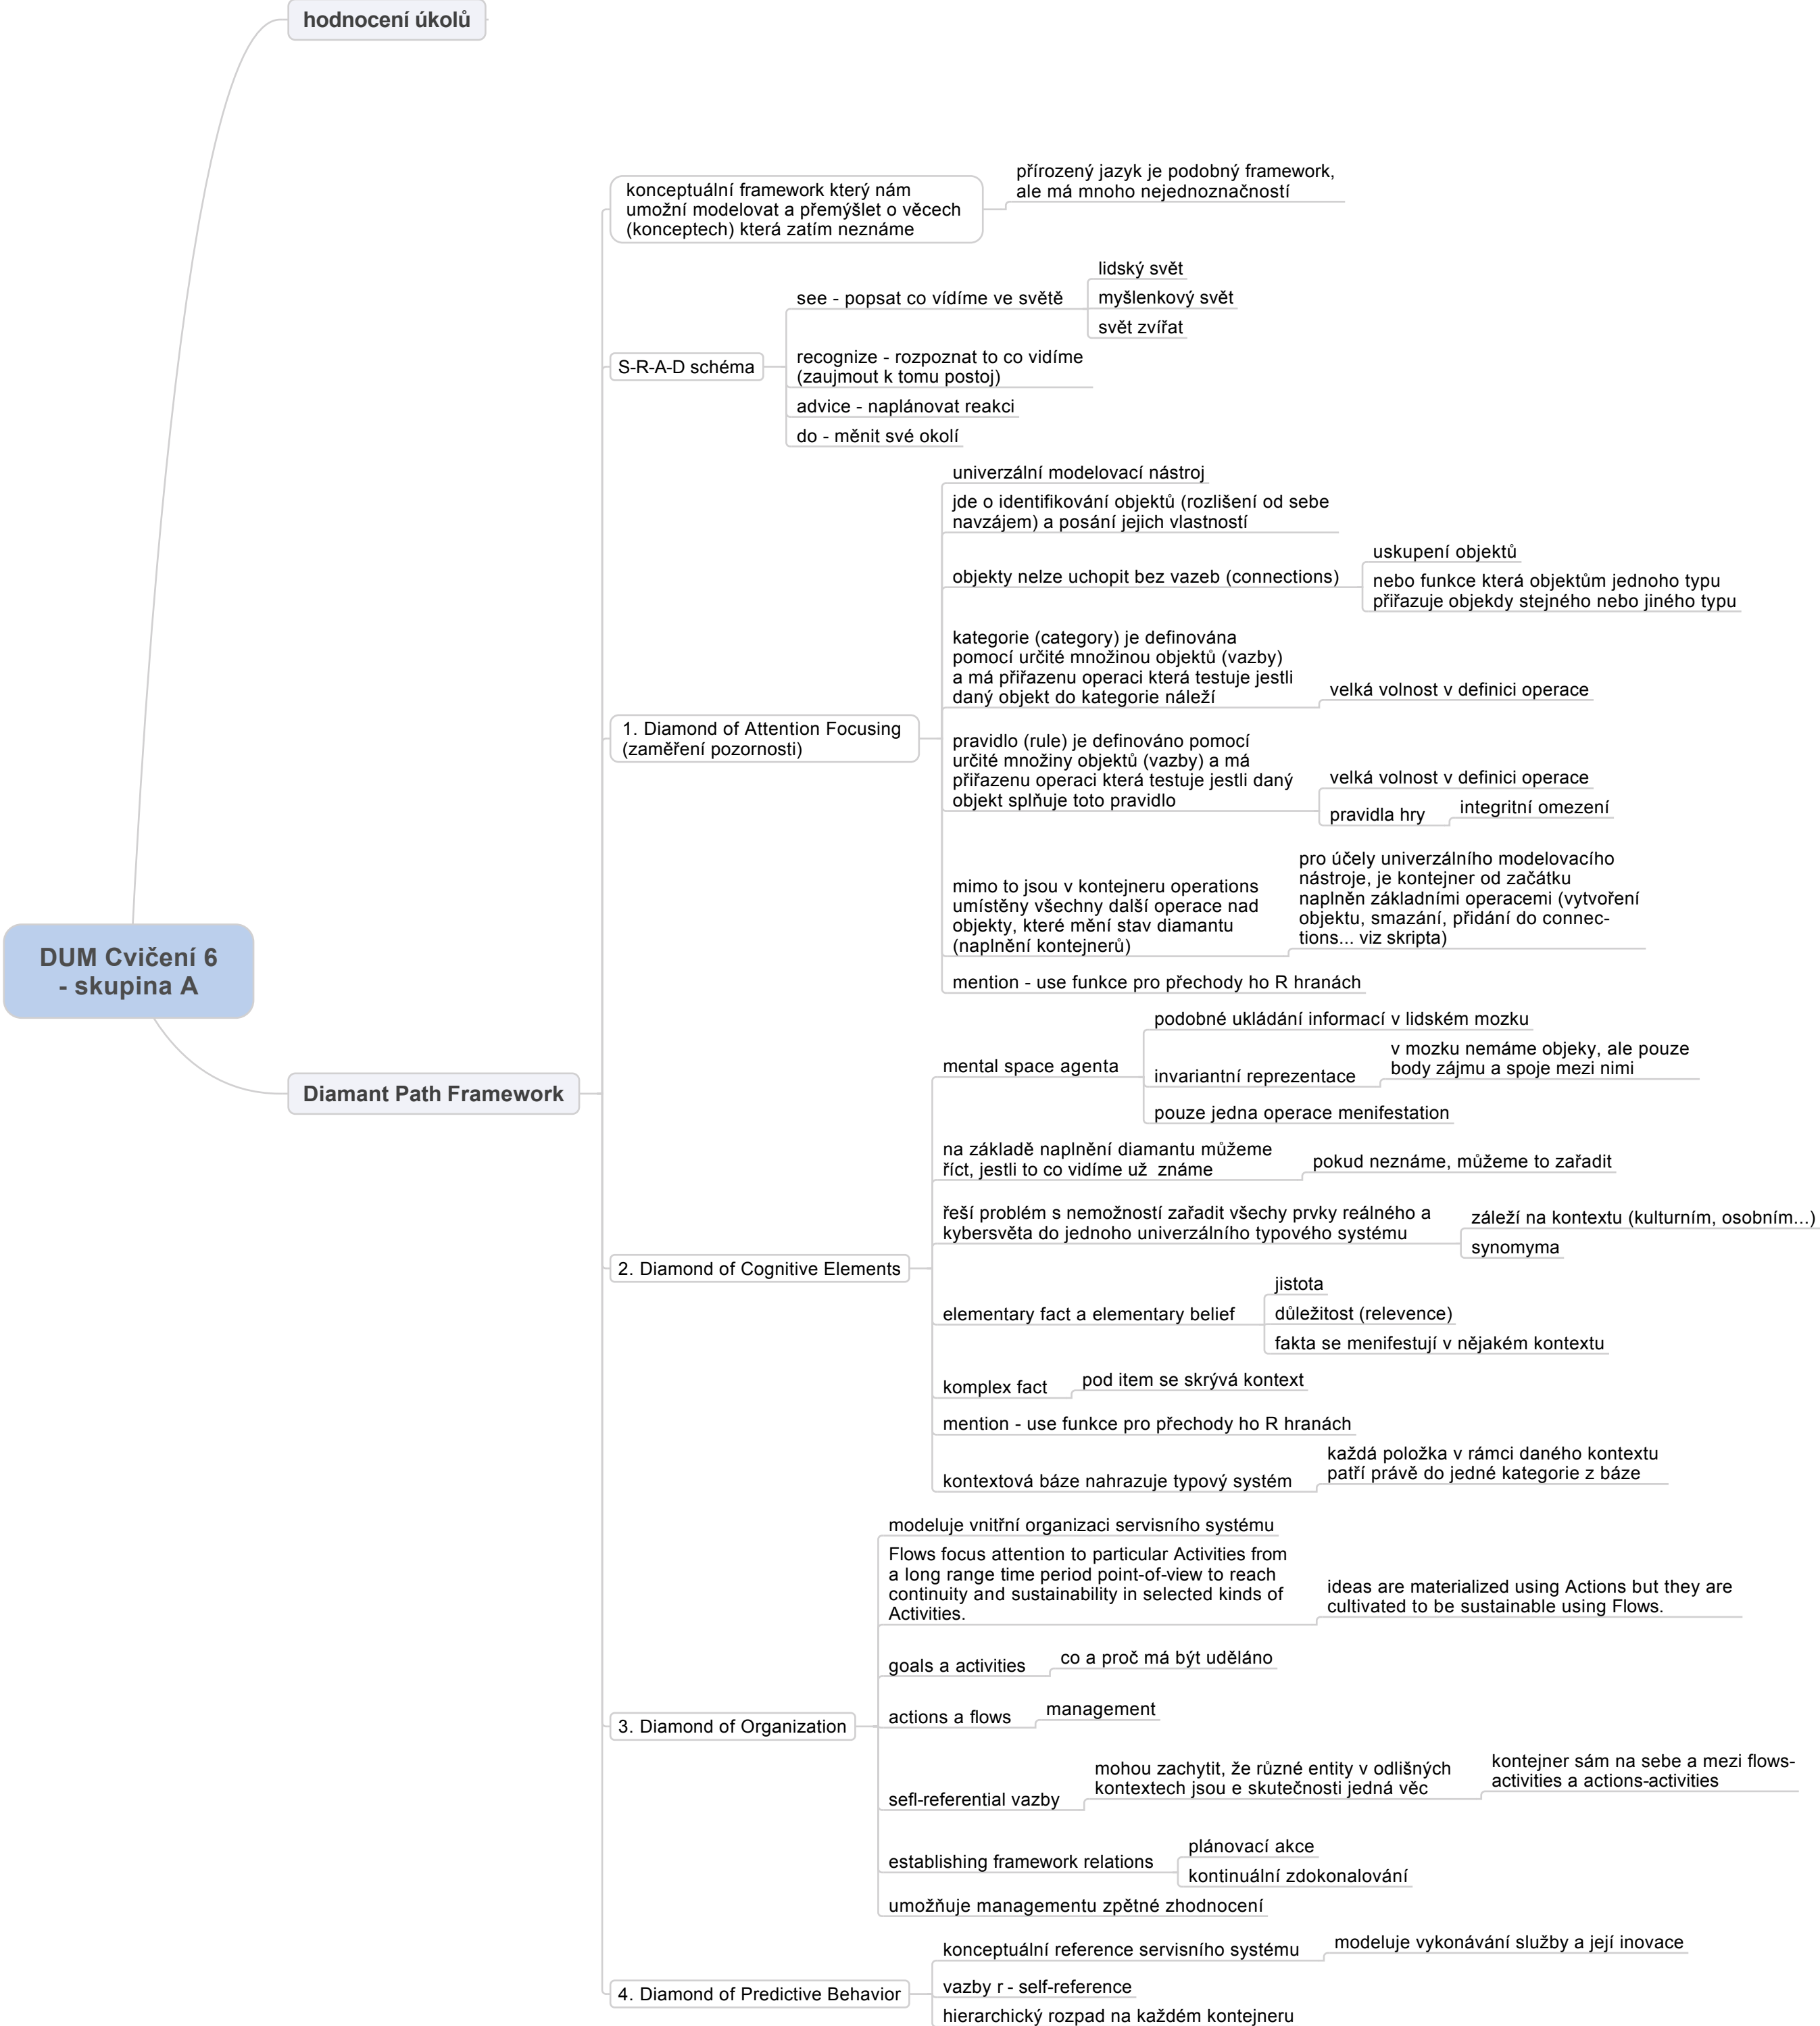 hodnocení úkolů
DUM Cvičení 6
- skupina A
Diamant Path Framework
konceptuální framework který nám
umožní modelovat a přemýšlet o věcech
(konceptech) která zatím neznáme
přírozený jazyk je podobný framework,
ale má mnoho nejednoznačností
S-R-A-D schéma
see - popsat co vídíme ve světě
lidský svět
myšlenkový svět
svět zvířat
recognize - rozpoznat to co vidíme
(zaujmout k tomu postoj)
advice - naplánovat reakci
do - měnit své okolí
1. Diamond of Attention Focusing
(zaměření pozornosti)
univerzální modelovací nástroj
jde o identifikování objektů (rozlišení od sebe
navzájem) a posání jejich vlastností
objekty nelze uchopit bez vazeb (connections)
uskupení objektů
nebo funkce která objektům jednoho typu
přiřazuje objekdy stejného nebo jiného typu
kategorie (category) je definována
pomocí určité množinou objektů (vazby)
a má přiřazenu operaci která testuje jestli
daný objekt do kategorie náleží
velká volnost v definici operace
pravidlo (rule) je definováno pomocí
určité množiny objektů (vazby) a má
přiřazenu operaci která testuje jestli daný
objekt splňuje toto pravidlo
velká volnost v definici operace
pravidla hry
integritní omezení
mimo to jsou v kontejneru operations
umístěny všechny další operace nad
objekty, které mění stav diamantu
(naplnění kontejnerů)
pro účely univerzálního modelovacího
nástroje, je kontejner od začátku
naplněn základními operacemi (vytvoření
objektu, smazání, přidání do connec-
tions... viz skripta)
mention - use funkce pro přechody ho R hranách
2. Diamond of Cognitive Elements
mental space agenta
podobné ukládání informací v lidském mozku
invariantní reprezentace
v mozku nemáme objeky, ale pouze
body zájmu a spoje mezi nimi
pouze jedna operace menifestation
na základě naplnění diamantu můžeme
říct, jestli to co vidíme už  známe
pokud neznáme, můžeme to zařadit
řeší problém s nemožností zařadit všechy prvky reálného a
kybersvěta do jednoho univerzálního typového systému
záleží na kontextu (kulturním, osobním...)
synomyma
elementary fact a elementary belief
jistota
důležitost (relevence)
fakta se menifestují v nějakém kontextu
komplex fact
pod item se skrývá kontext
mention - use funkce pro přechody ho R hranách
kontextová báze nahrazuje typový systém
každá položka v rámci daného kontextu
patří právě do jedné kategorie z báze
3. Diamond of Organization
modeluje vnitřní organizaci servisního systému
Flows focus attention to particular Activities from
a long range time period point-of-view to reach
continuity and sustainability in selected kinds of
Activities.
ideas are materialized using Actions but they are
cultivated to be sustainable using Flows.
goals a activities
co a proč má být uděláno
actions a flows
management
sefl-referential vazby
mohou zachytit, že různé entity v odlišných
kontextech jsou e skutečnosti jedná věc
kontejner sám na sebe a mezi flows-
activities a actions-activities
establishing framework relations
plánovací akce
kontinuální zdokonalování
umožňuje managementu zpětné zhodnocení
4. Diamond of Predictive Behavior
konceptuální reference servisního systému
modeluje vykonávání služby a její inovace
vazby r - self-reference
hierarchický rozpad na každém kontejneru